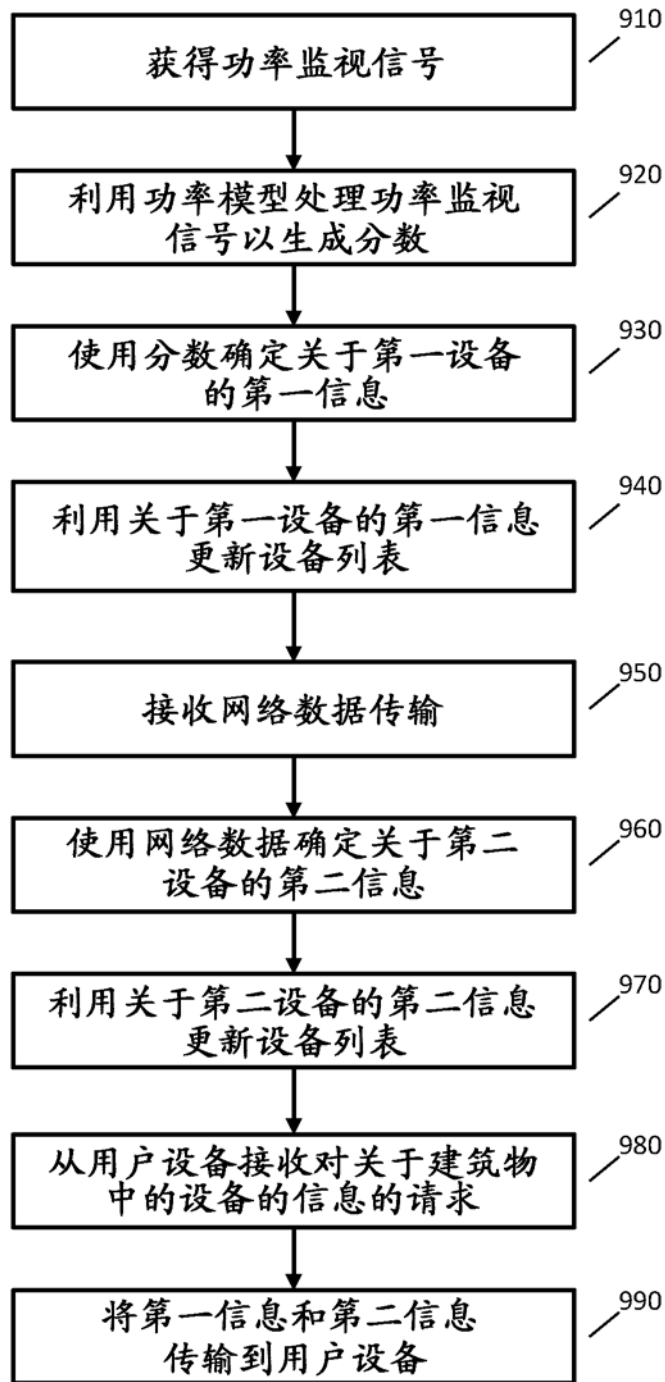 910
获得功率监视信号
920
利用功率模型处理功率监视
信号以生成分数
930
使用分数确定关于第一设备
的第一信息
940
利用关于第一设备的第一信息
更新设备列表
950
接收网络数据传输
960
使用网络数据确定关于第二
设备的第二信息
970
利用关于第二设备的第二信息
更新设备列表
980
从用户设备接收对关于建筑物
中的设备的信息的请求
990
将第一信息和第二信息
传输到用户设备